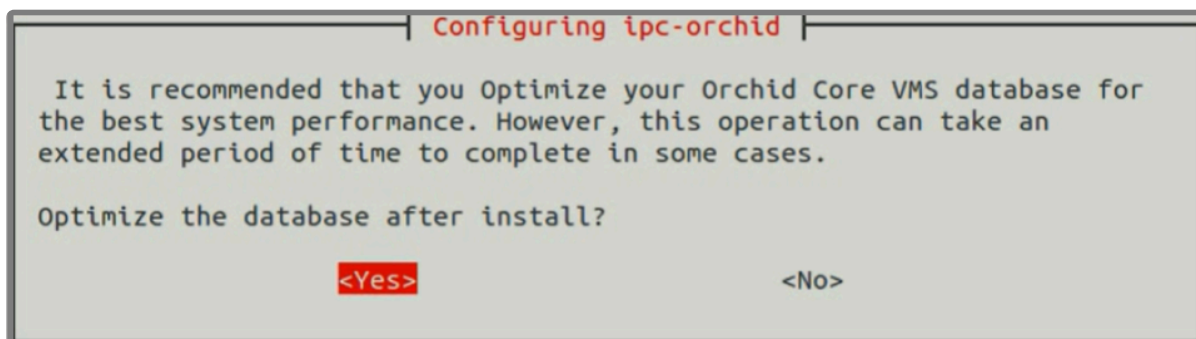 Configuring ipc-orchid
It is recommended that you Optimize your Orchid Core VMS database for
the best system performance. However, this operation can take an
extended period of time to complete in some cases.
Optimize the database after install?
<Yes> <No>